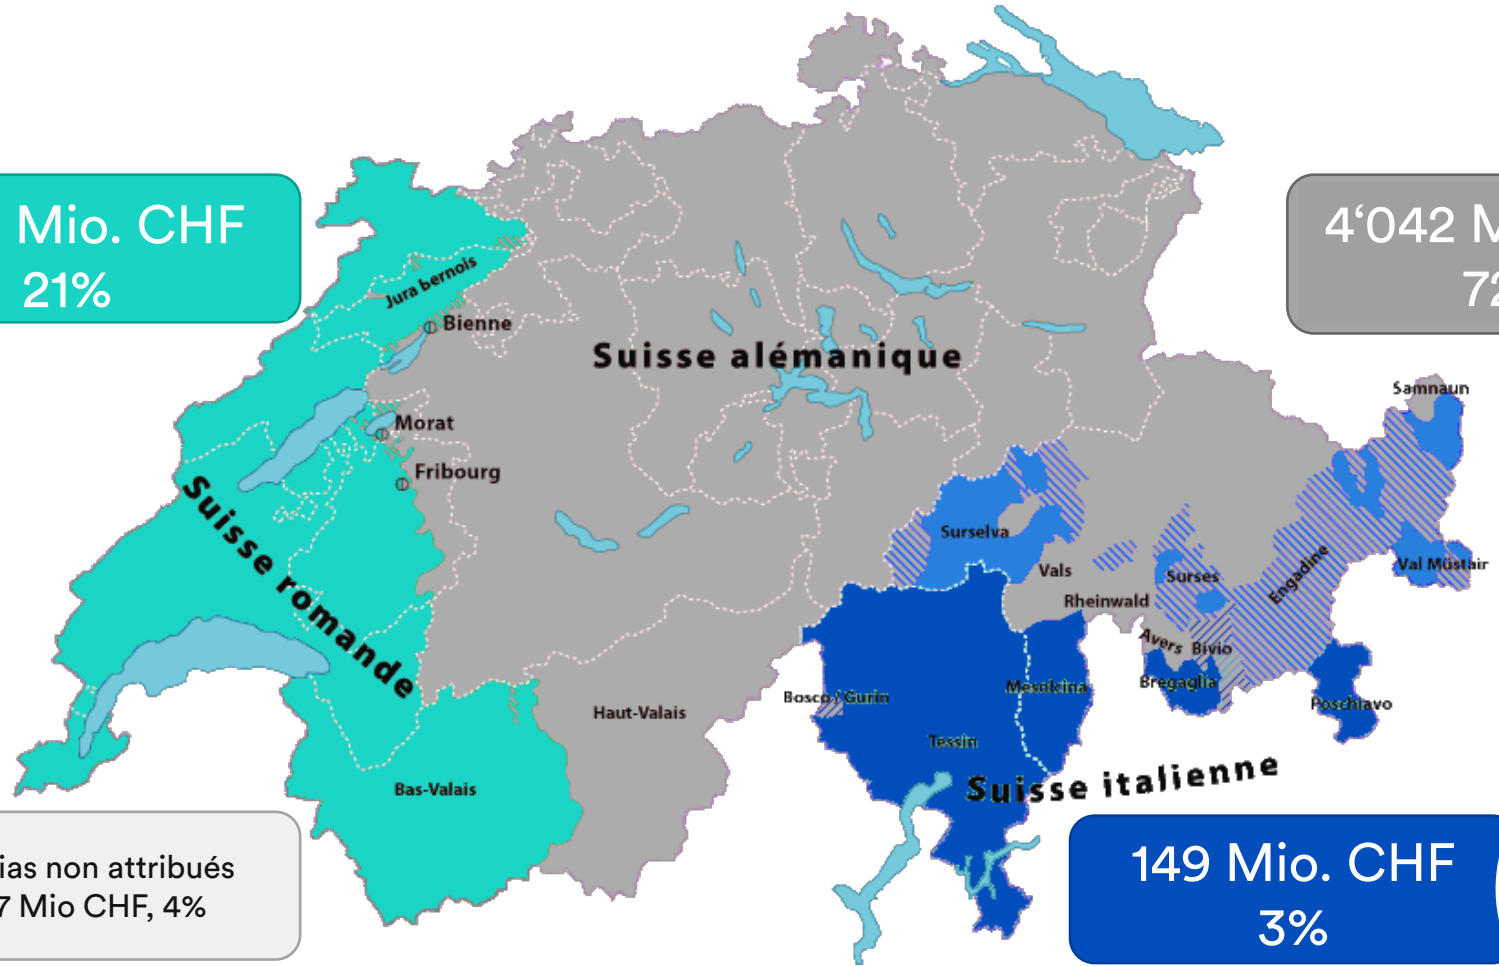 Mio. CHF
21%
4‘042 M
72
Jura bernois
Bienne
Suisse alémanique
Samnaun
Morat
Fribourg
Suisse romande
Surselva
Vals
Surses
Engadine
Val Müstair
Rheinwald
Avers
Bivio
Bregaglia
Mesolcina
Bosco / Gurin
Poschiavo
Haut-Valais
Tessin
Bas-Valais
Suisse italienne
ias non attribués
7 Mio CHF, 4%
149 Mio. CHF
3%